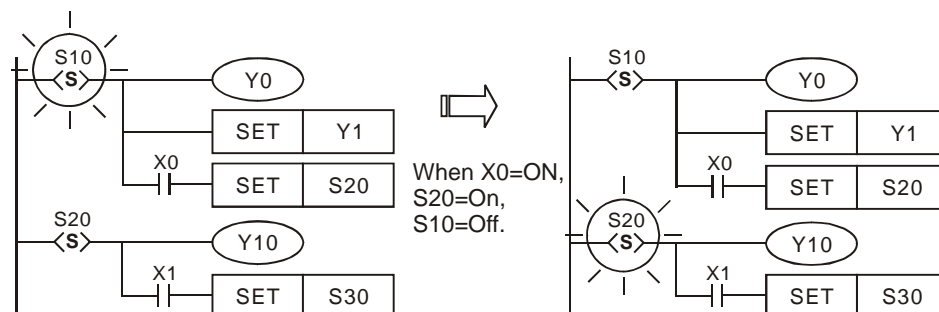 S10
S
Y0
SET Y1
X0
SET S20
S20
S
Y10
X1
SET S30
When X0=ON,
S20=On,
S10=Off.
S10
S
Y0
SET Y1
X0
SET S20
S20
S
Y10
X1
SET S30